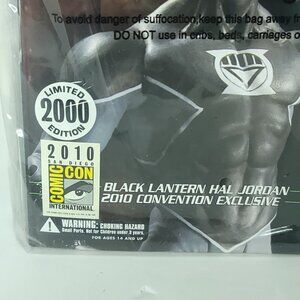 To avoid danger of suffocation, keep this bag away f
DO NOT use in cribs, beds, carriages o
LIMITED
2000
EDITION
2010
SAN DIEGO
COMIC CON
INTERNATIONAL
BLACK LANTERN HAL JORDAN
2010 CONVENTION EXCLUSIVE
WARNING: CHOKING HAZARD
Small Parts. Not for Children under 3 years.
FOR AGES 14 AND UP